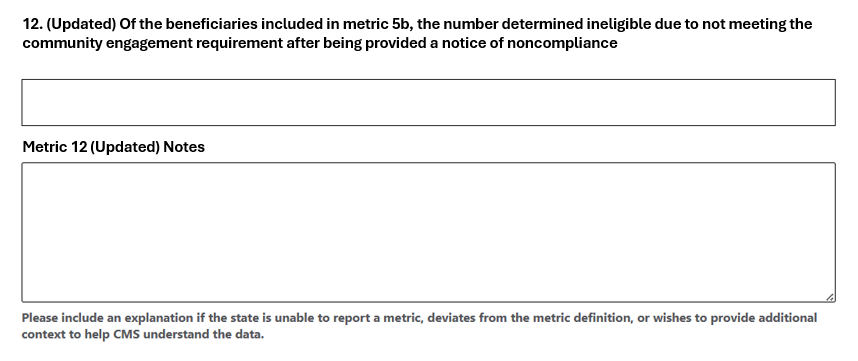 12. (Updated) Of the beneficiaries included in metric 5b, the number determined ineligible due to not meeting the
community engagement requirement after being provided a notice of noncompliance
Metric 12 (Updated) Notes
Please include an explanation if the state is unable to report a metric, deviates from the metric definition, or wishes to provide additional
context to help CMS understand the data.